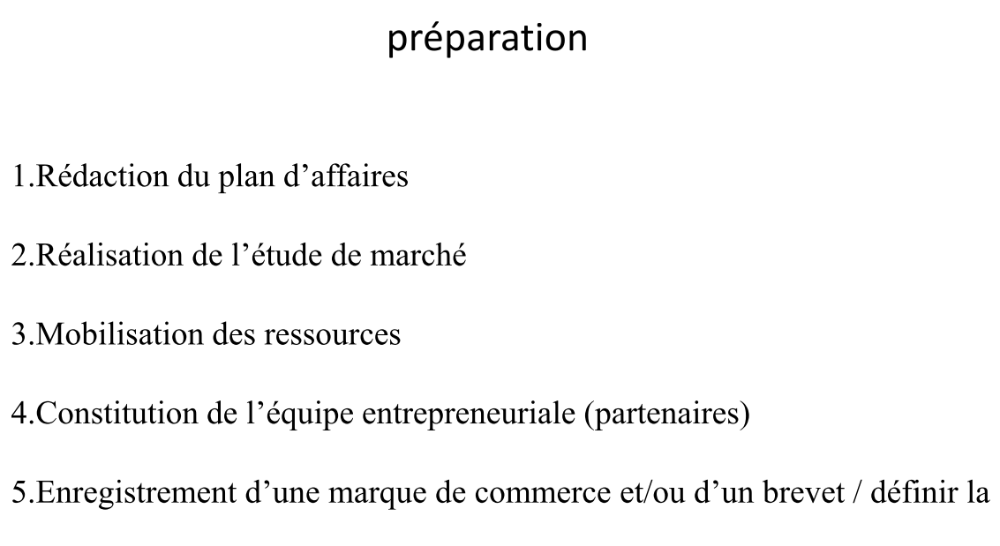 préparation
1.Rédaction du plan d’affaires
2.Réalisation de l’étude de marché
3.Mobilisation des ressources
4.Constitution de l’équipe entrepreneuriale (partenaires)
5.Enregistrement d’une marque de commerce et/ou d’un brevet / définir la